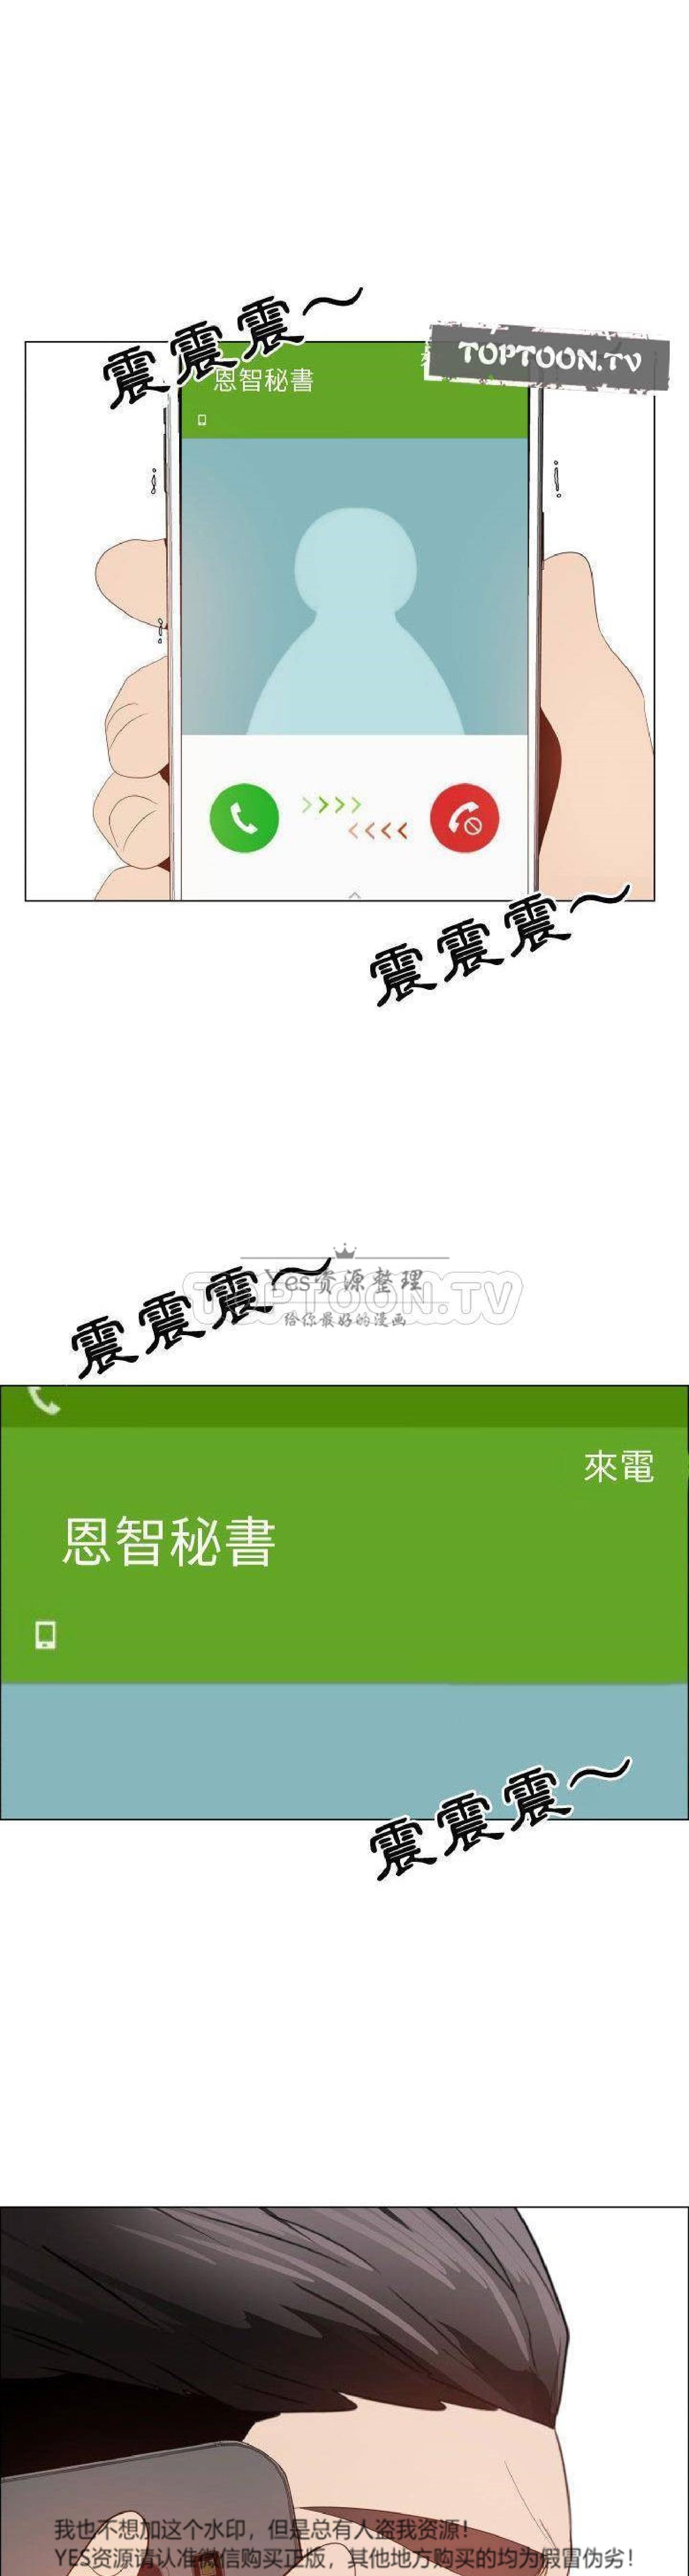 震震震～
TOPTOON.TV
恩智秘書
震震震～
Yes资源整理
TOPTOON.TV
给你最好的漫画
震震震～
來電
恩智秘書
震震震～
我也不想加这个水印，但是总有人盗我资源！
YES资源请认准微信购买正版，其他地方购买的均为假冒伪劣！